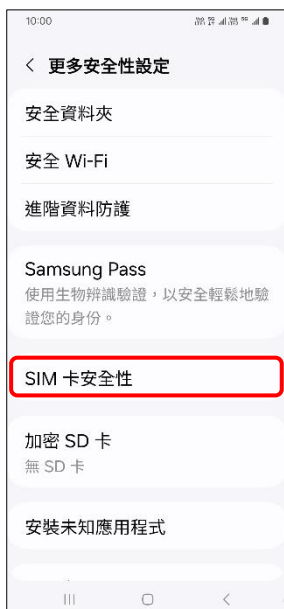 10:00
更多安全性設定
安全資料夾
安全 Wi-Fi
進階資料防護
Samsung Pass
使用生物辨識驗證，以安全輕鬆地驗
證您的身份。
SIM 卡安全性
加密 SD 卡
無 SD 卡
安裝未知應用程式